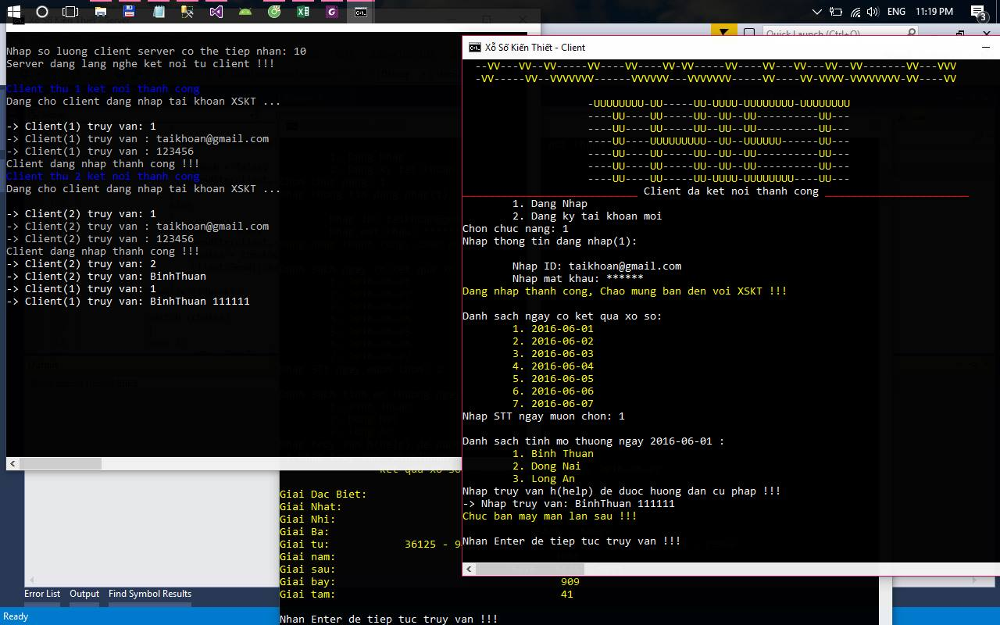 ENG 11:19 PM
3
Quick Launch (Ctrl+Q)
Nhap so luong client server co the tiep nhan: 10
Server dang lang nghe ket noi tu client !!!
Client thu 1 ket noi thanh cong
Dang cho client dang nhap tai khoan XSKT ...
-> Client(1) truy van: 1
-> Client(1) truy van : taikhoan@gmail.com
-> Client(1) truy van : 123456
Client dang nhap thanh cong !!!
Client thu 2 ket noi thanh cong
Dang cho client dang nhap tai khoan XSKT ...
-> Client(2) truy van: 1
-> Client(2) truy van : taikhoan@gmail.com
-> Client(2) truy van : 123456
Client dang nhap thanh cong !!!
-> Client(2) truy van: 2
-> Client(2) truy van: BinhThuan
-> Client(1) truy van: 1
-> Client(1) truy van: BinhThuan 111111
Xổ Số Kiến Thiết - Client
--VV---VV--VV-----VV----VV----VV-VV----VV-----VV----VV--VV-------VV---VVV
-VV-----VV--VVVVVVV------VVVVVV---VVVVVVV-----VV----VV-VVVV-VVVVVVVV-VV----VV
-UUUUUUUU-UU-----UU-UUUU-UUUUUUUU-UUUUUUUU
----UU----UU-----UU--UU--UU----------UU---
----UU----UU-----UU--UU--UU----------UU---
----UU----UUUUUUUUU--UU--UUUUUU------UU---
----UU----UU-----UU--UU--UU----------UU---
----UU----UU-----UU--UU--UU----------UU---
----UU----UU-----UU-UUUU-UUUUUUUU----UU---
Client da ket noi thanh cong
1. Dang Nhap
2. Dang ky tai khoan moi
Chon chuc nang: 1
Nhap thong tin dang nhap(1):
Nhap ID: taikhoan@gmail.com
Nhap mat khau: ******
Dang nhap thanh cong, Chao mung ban den voi XSKT !!!
Danh sach ngay co ket qua xo so:
1. 2016-06-01
2. 2016-06-02
3. 2016-06-03
4. 2016-06-04
5. 2016-06-05
6. 2016-06-06
7. 2016-06-07
Nhap STT ngay muon chon: 1
Danh sach tinh mo thuong ngay 2016-06-01 :
1. Binh Thuan
2. Dong Nai
3. Long An
Nhap truy van h(help) de duoc huong dan cu phap !!!
-> Nhap truy van: BinhThuan 111111
Chuc ban may man lan sau !!!
Nhan Enter de tiep tuc truy van !!!
Ket qua xo so
Giai Dac Biet:
Giai Nhat:
Giai Nhi:
Giai Ba:
Giai tu: 36125 - 9
Giai nam:
Giai sau:
Giai bay: 909
Giai tam: 41
Nhan Enter de tiep tuc truy van !!!
Error List Output Find Symbol Results
Ready